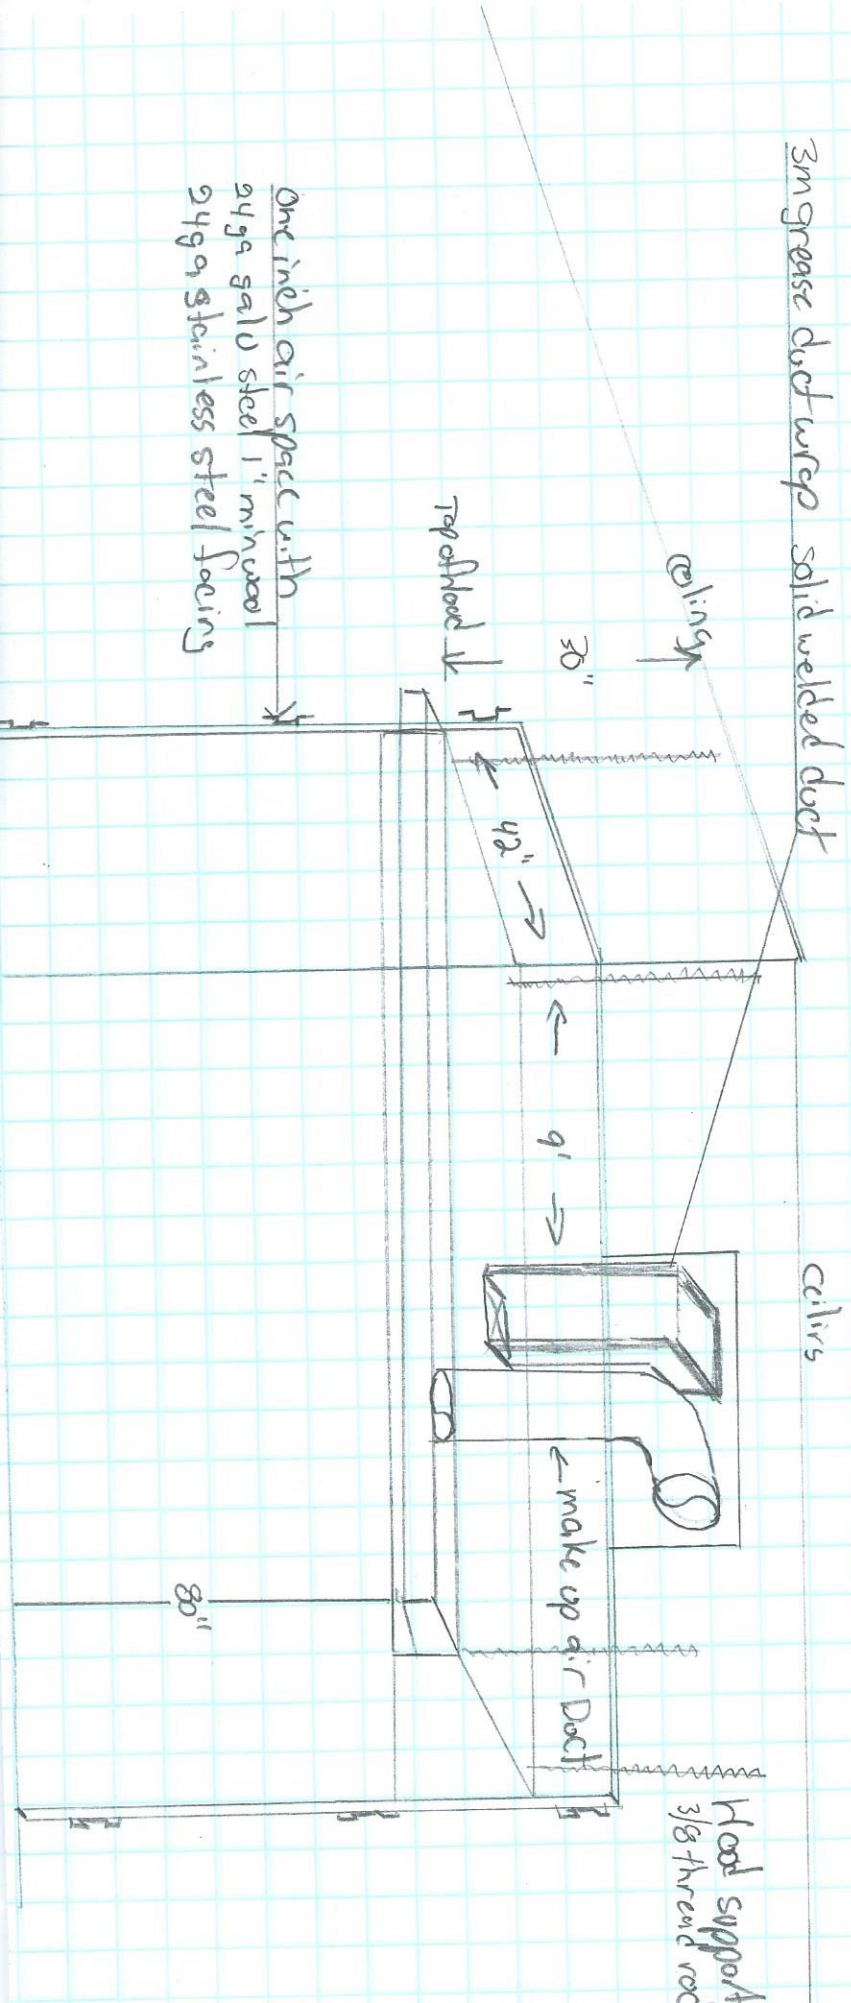 3m grease duct wrap solid welded duct
ceiling
30"
Top of hood
42"
One inch air space with
24ga galv steel 1" min wool
24ga stainless steel facing
9'
make up air Duct
80"
Hood support
3/8 thread rod